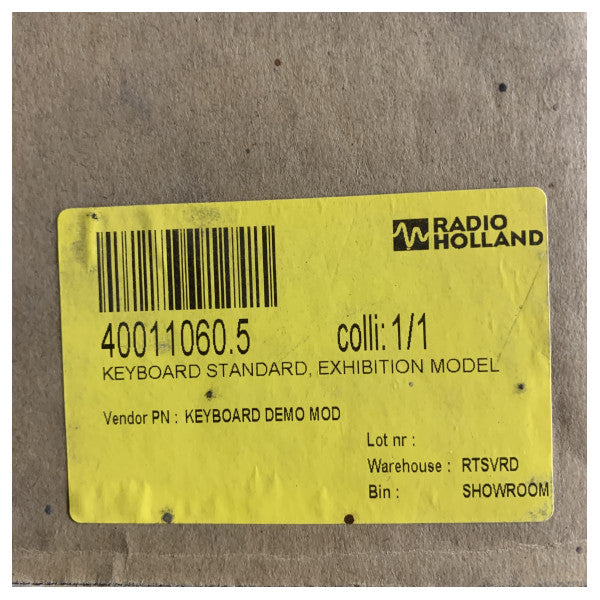 RADIO
HOLLAND
40011060.5 colli: 1/1
KEYBOARD STANDARD, EXHIBITION MODEL
Vendor PN : KEYBOARD DEMO MOD
Lot nr :
Warehouse : RTSVRD
Bin : SHOWROOM